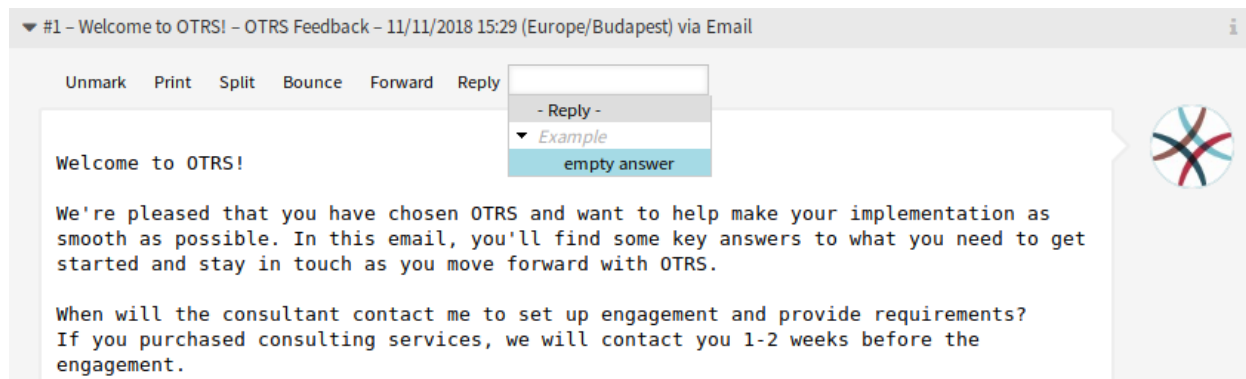 #1 – Welcome to OTRS! – OTRS Feedback – 11/11/2018 15:29 (Europe/Budapest) via Email
Unmark Print Split Bounce Forward Reply
- Reply -
Example
empty answer
Welcome to OTRS!
We're pleased that you have chosen OTRS and want to help make your implementation as
smooth as possible. In this email, you'll find some key answers to what you need to get
started and stay in touch as you move forward with OTRS.
When will the consultant contact me to set up engagement and provide requirements?
If you purchased consulting services, we will contact you 1-2 weeks before the
engagement.